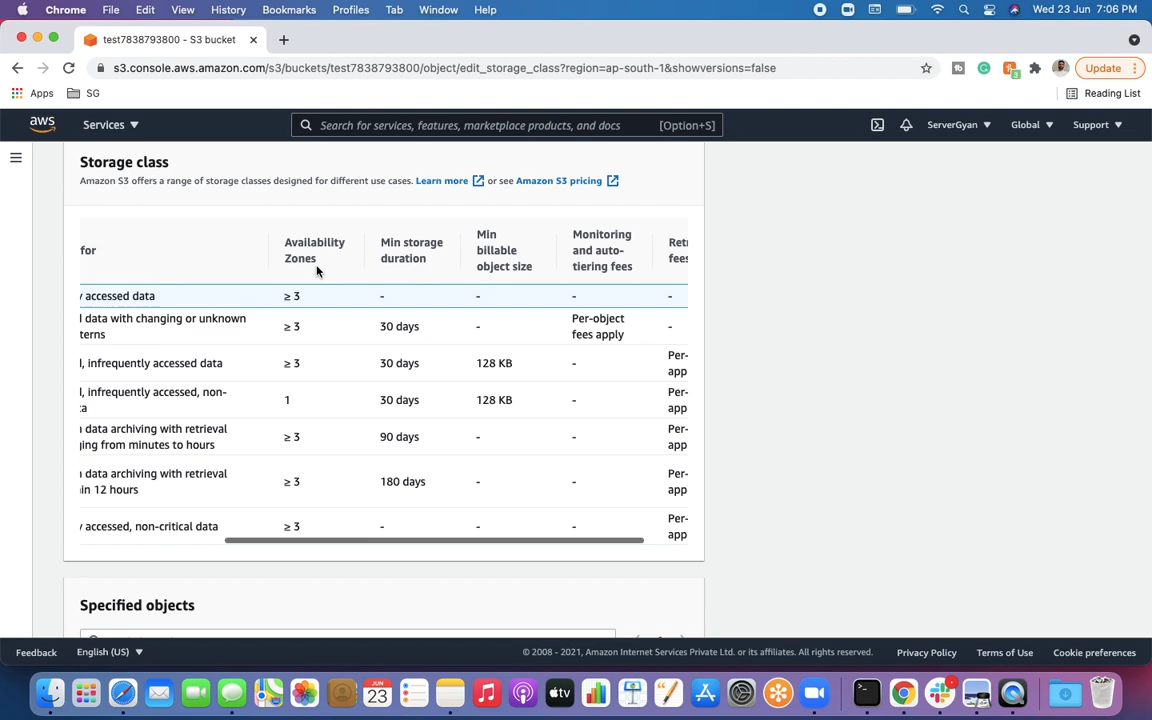 Chrome File Edit View History Bookmarks Profiles Tab Window Help Wed 23 Jun 7:06 PM
test7838793800 - S3 bucket
s3.console.aws.amazon.com/s3/buckets/test7838793800/object/edit_storage_class?region=ap-south-1&showversions=false Update
Apps SG Reading List
aws Services Search for services, features, marketplace products, and docs [Option+S] ServerGyan Global Support
Storage class
Amazon S3 offers a range of storage classes designed for different use cases. Learn more or see Amazon S3 pricing
for
Availability
Zones
Min storage
duration
Min
billable
object size
Monitoring
and auto-
tiering fees
Retr
fees
y accessed data ≥ 3 - - - -
l data with changing or unknown
terns
≥ 3 30 days -
Per-object
fees apply
-
l, infrequently accessed data ≥ 3 30 days 128 KB -
Per-
app
l, infrequently accessed, non-
ta
1 30 days 128 KB -
Per-
app
n data archiving with retrieval
ging from minutes to hours
≥ 3 90 days - -
Per-
app
n data archiving with retrieval
in 12 hours
≥ 3 180 days - -
Per-
app
y accessed, non-critical data ≥ 3 - - -
Per-
app
Specified objects
Feedback English (US) © 2008 - 2021, Amazon Internet Services Private Ltd. or its affiliates. All rights reserved. Privacy Policy Terms of Use Cookie preferences
JUN
23
tv